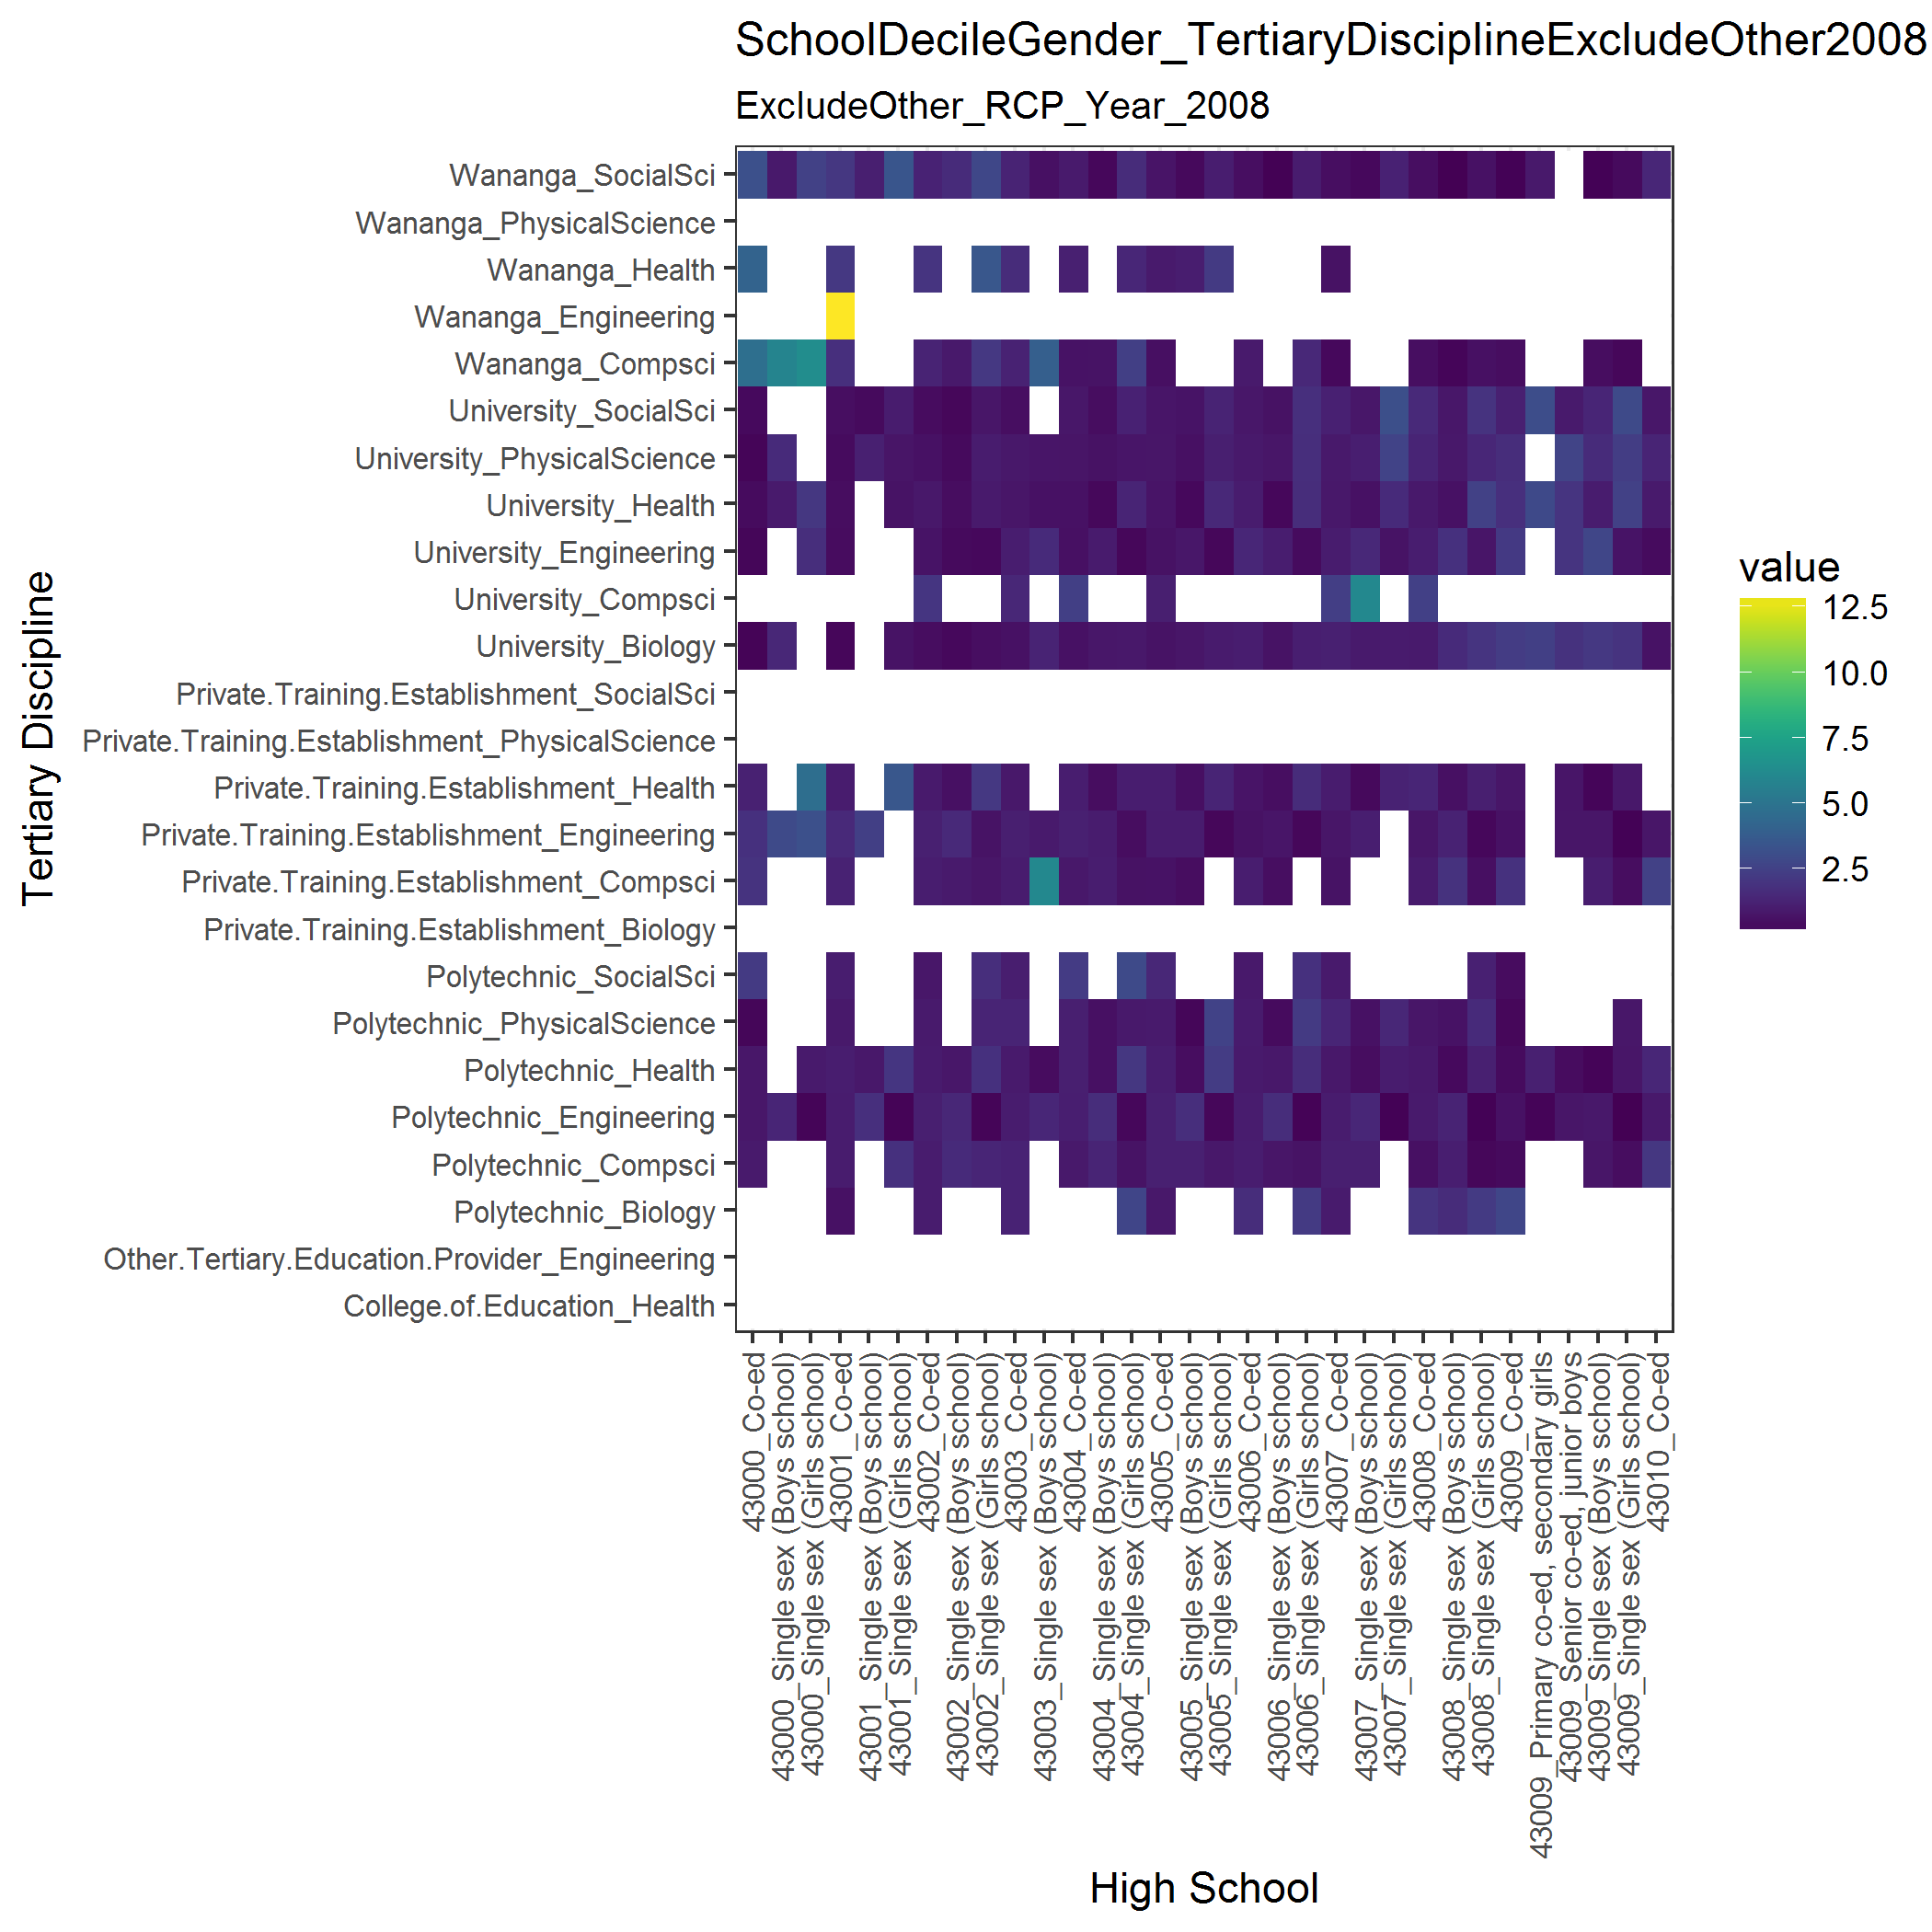 SchoolDecileGender_TertiaryDisciplineExcludeOther2008
ExcludeOther_RCP_Year_2008
Tertiary Discipline
Wananga_SocialSci
Wananga_PhysicalScience
Wananga_Health
Wananga_Engineering
Wananga_Compsci
University_SocialSci
University_PhysicalScience
University_Health
University_Engineering
University_Compsci
University_Biology
Private.Training.Establishment_SocialSci
Private.Training.Establishment_PhysicalScience
Private.Training.Establishment_Health
Private.Training.Establishment_Engineering
Private.Training.Establishment_Compsci
Private.Training.Establishment_Biology
Polytechnic_SocialSci
Polytechnic_PhysicalScience
Polytechnic_Health
Polytechnic_Engineering
Polytechnic_Compsci
Polytechnic_Biology
Other.Tertiary.Education.Provider_Engineering
College.of.Education_Health
43000_Co-ed
43000_Single sex (Boys school)
43000_Single sex (Girls school)
43001_Co-ed
43001_Single sex (Boys school)
43001_Single sex (Girls school)
43002_Co-ed
43002_Single sex (Boys school)
43002_Single sex (Girls school)
43003_Co-ed
43003_Single sex (Boys school)
43004_Co-ed
43004_Single sex (Boys school)
43004_Single sex (Girls school)
43005_Co-ed
43005_Single sex (Boys school)
43005_Single sex (Girls school)
43006_Co-ed
43006_Single sex (Boys school)
43006_Single sex (Girls school)
43007_Co-ed
43007_Single sex (Boys school)
43007_Single sex (Girls school)
43008_Co-ed
43008_Single sex (Boys school)
43008_Single sex (Girls school)
43009_Co-ed
43009_Primary co-ed, secondary girls
43009_Senior co-ed, junior boys
43009_Single sex (Boys school)
43009_Single sex (Girls school)
43010_Co-ed
High School
value
12.5
10.0
7.5
5.0
2.5